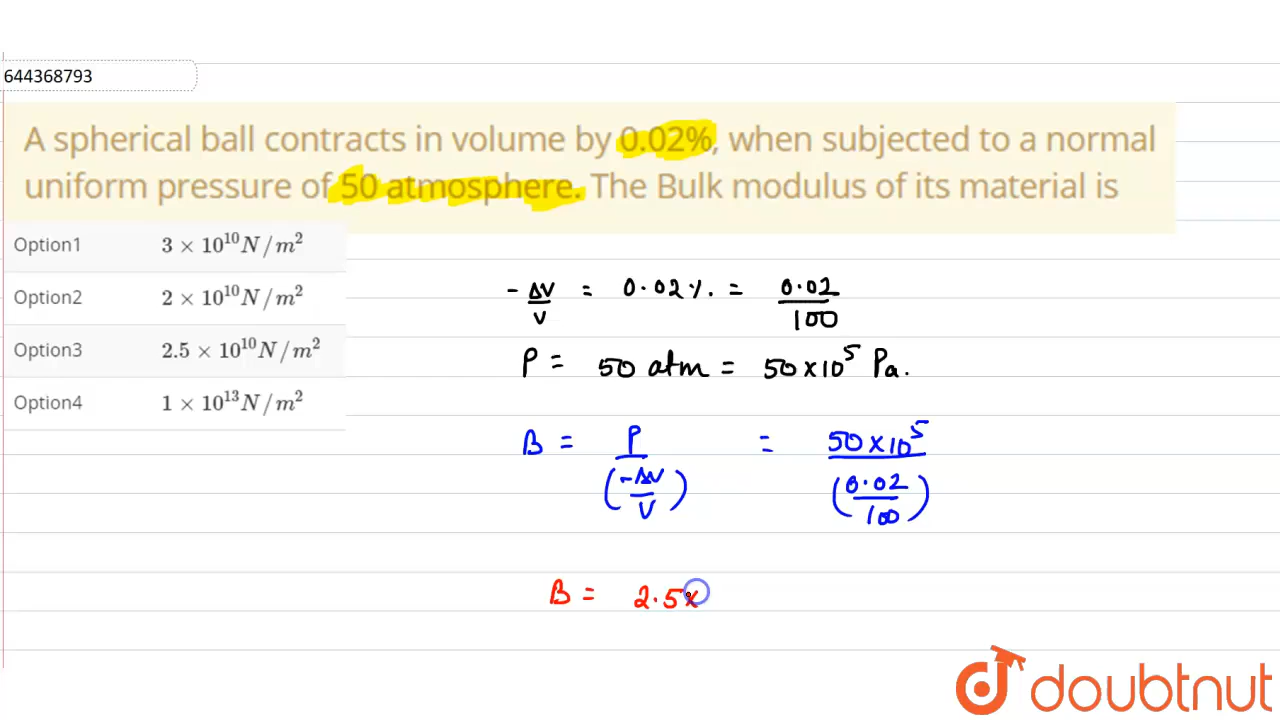 644368793
A spherical ball contracts in volume by 0.02%, when subjected to a normal
uniform pressure of 50 atmosphere. The Bulk modulus of its material is
Option1 3 × 10^10 N/m^2
Option2 2 × 10^10 N/m^2
Option3 2.5 × 10^10 N/m^2
Option4 1 × 10^13 N/m^2
-ΔV/V = 0.02%. = 0.02/100
P = 50 atm = 50×10^5 Pa.
B = P/(-ΔV/V) = 50×10^5/(0.02/100)
B = 2.5×
doubtnut